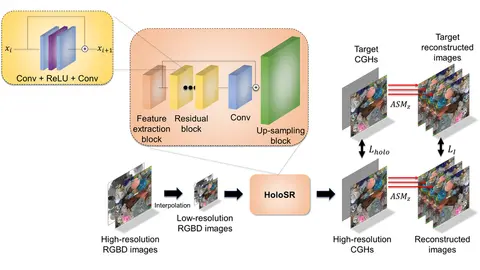 x_i
x_{i+1}
Conv + ReLU + Conv
Feature
extraction
block
Residual
block
Conv
Up-sampling
block
Target
CGHs
Target
reconstructed
images
ASM_z
L_holo
L_I
Interpolation
HoloSR
ASM_z
High-resolution
RGBD images
Low-resolution
RGBD images
High-resolution
CGHs
Reconstructed
images